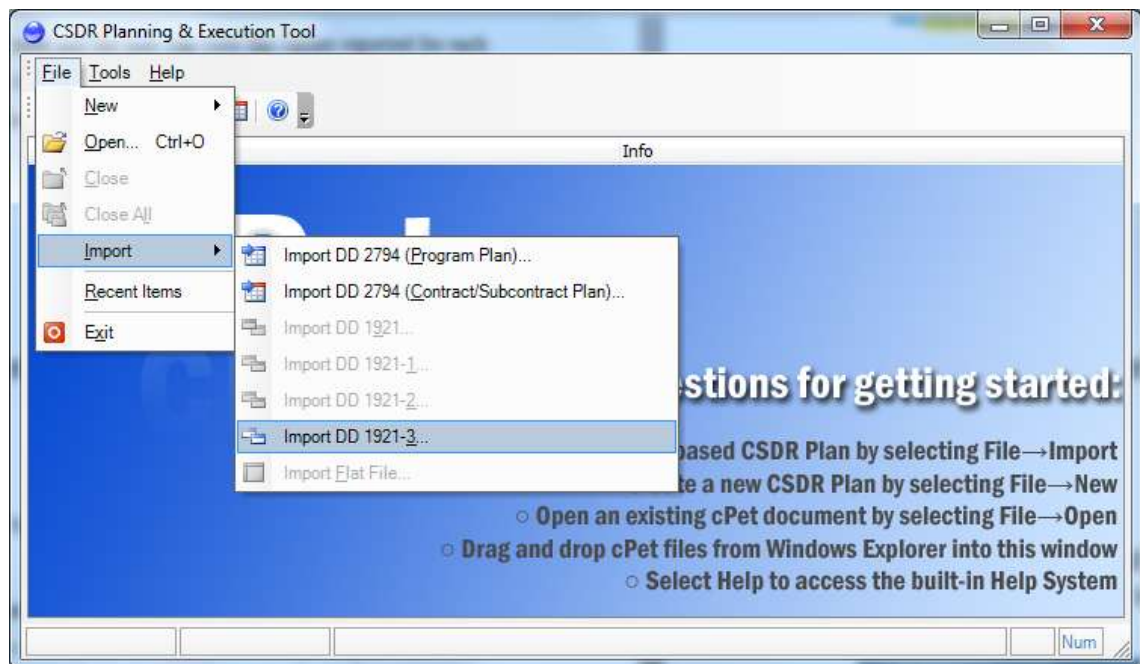 CSDR Planning & Execution Tool
File Tools Help
New
Open... Ctrl+O
Info
Close
Close All
Import
Import DD 2794 (Program Plan)...
Recent Items
Import DD 2794 (Contract/Subcontract Plan)...
Exit
Import DD 1921...
Import DD 1921-1...
Import DD 1921-2...
estions for getting started:
Import DD 1921-3...
based CSDR Plan by selecting File→Import
Import Flat File...
te a new CSDR Plan by selecting File→New
○ Open an existing cPet document by selecting File→Open
○ Drag and drop cPet files from Windows Explorer into this window
○ Select Help to access the built-in Help System
Num